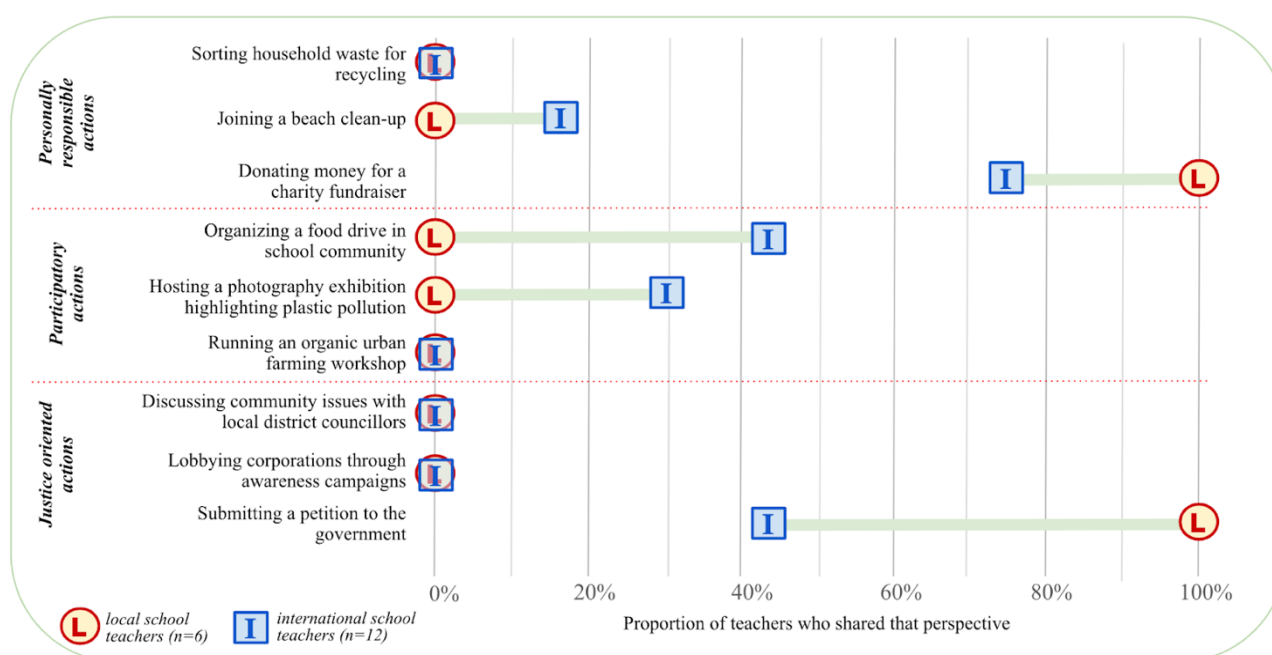 Personally
responsible
actions
Sorting household waste for
recycling
L
I
Joining a beach clean-up
L
I
Donating money for a
charity fundraiser
I
L
Participatory
actions
Organizing a food drive in
school community
L
I
Hosting a photography exhibition
highlighting plastic pollution
L
I
Running an organic urban
farming workshop
L
I
Justice oriented
actions
Discussing community issues with
local district councillors
L
I
Lobbying corporations through
awareness campaigns
L
I
Submitting a petition to the
government
I
L
0% 20% 40% 60% 80% 100%
Proportion of teachers who shared that perspective
L
local school
teachers (n=6)
I
international school
teachers (n=12)